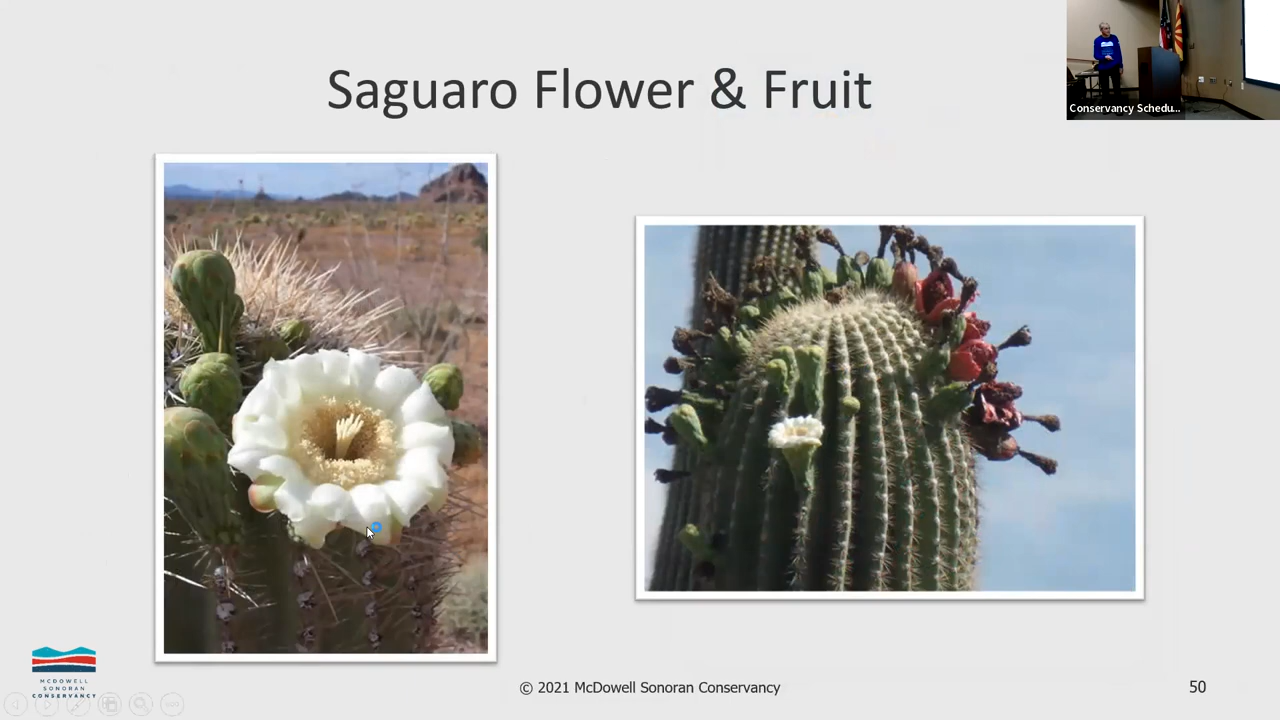 Saguaro Flower & Fruit
Conservancy Schedu...
MCDOWELL
SONORAN
CONSERVANCY
© 2021 McDowell Sonoran Conservancy
50